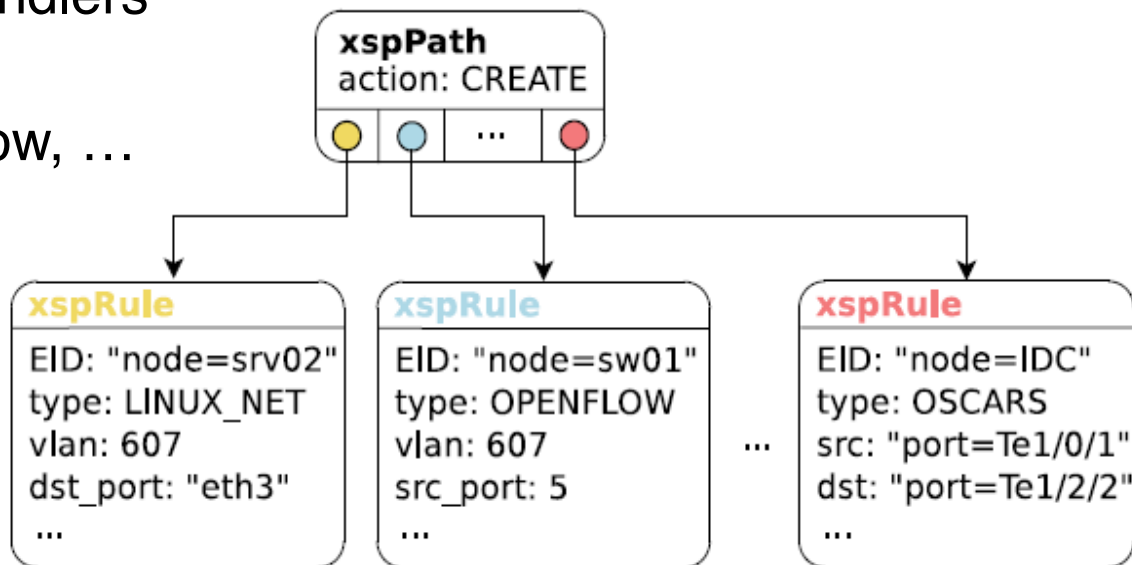 xspPath
action: CREATE
...
, …
xspRule
EID: "node=srv02"
type: LINUX_NET
vlan: 607
dst_port: "eth3"
...
xspRule
EID: "node=sw01"
type: OPENFLOW
vlan: 607
src_port: 5
...
...
xspRule
EID: "node=IDC"
type: OSCARS
src: "port=Te1/0/1"
dst: "port=Te1/2/2"
...